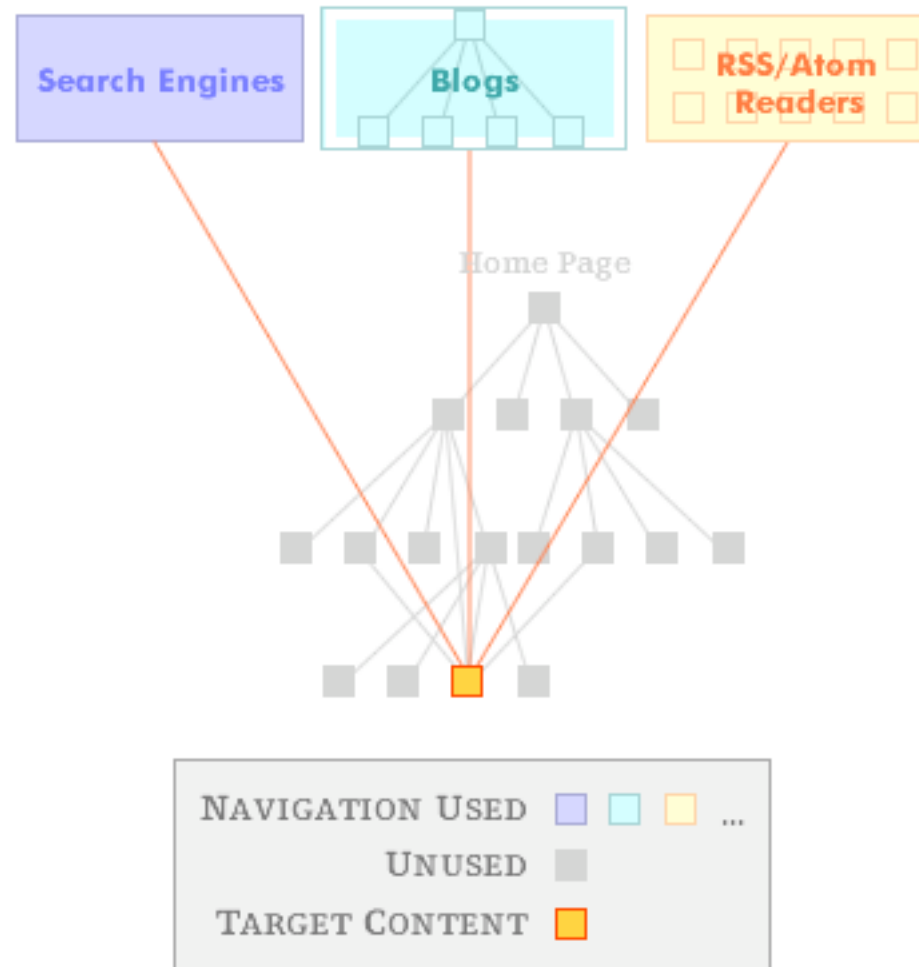 Search Engines
Blogs
RSS/Atom
Readers
Home Page
Navigation Used ...
Unused
Target Content